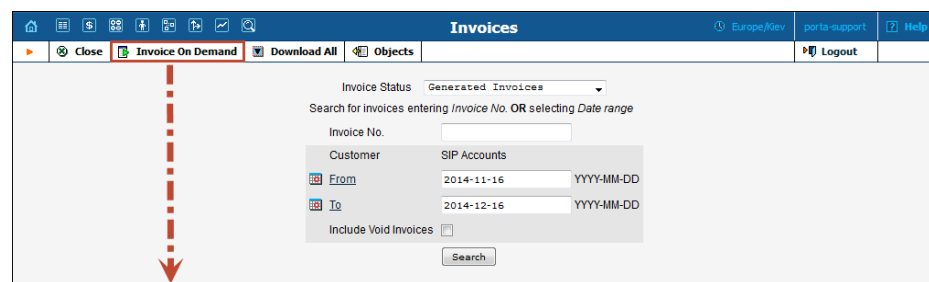 Invoices Europe/Kiev porta-support ? Help
Close Invoice On Demand Download All Objects Logout
Invoice Status Generated Invoices
Search for invoices entering Invoice No. OR selecting Date range
Invoice No.
Customer SIP Accounts
From 2014-11-16 YYYY-MM-DD
To 2014-12-16 YYYY-MM-DD
Include Void Invoices
Search